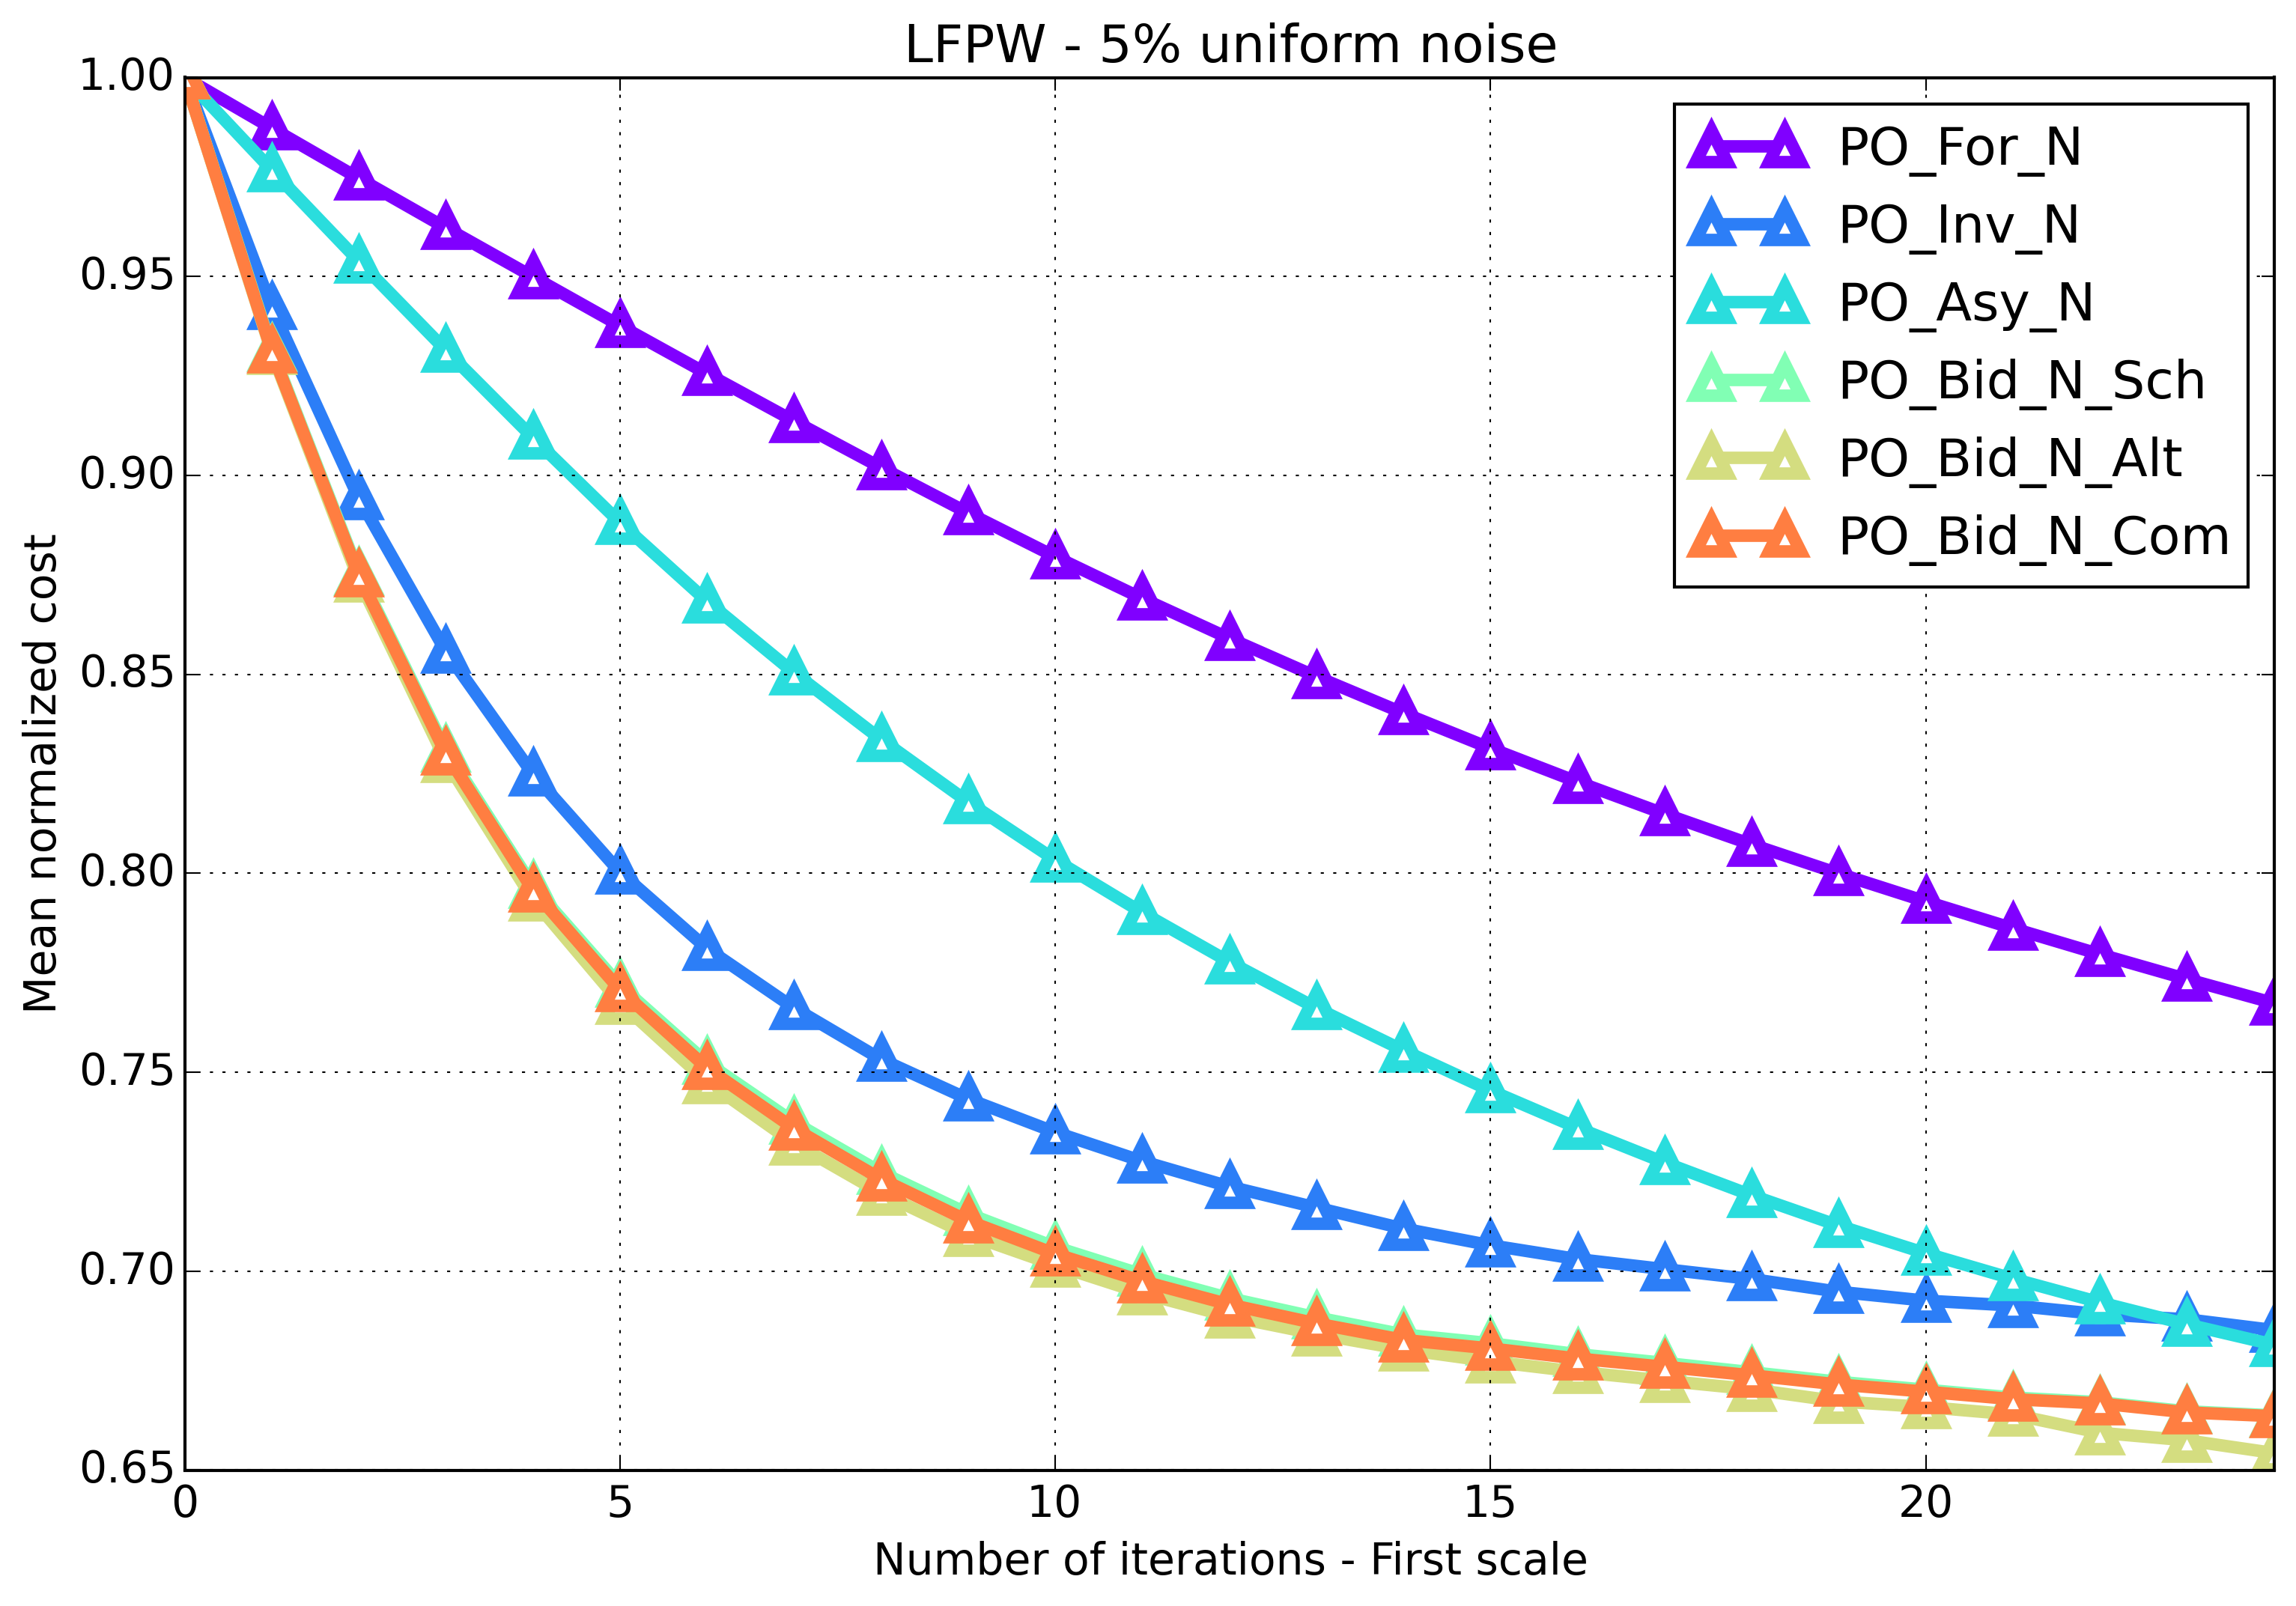 LFPW - 5% uniform noise
1.00
0.95
0.90
0.85
0.80
0.75
0.70
0.65
Mean normalized cost
PO_For_N
PO_Inv_N
PO_Asy_N
PO_Bid_N_Sch
PO_Bid_N_Alt
PO_Bid_N_Com
0 5 10 15 20
Number of iterations - First scale